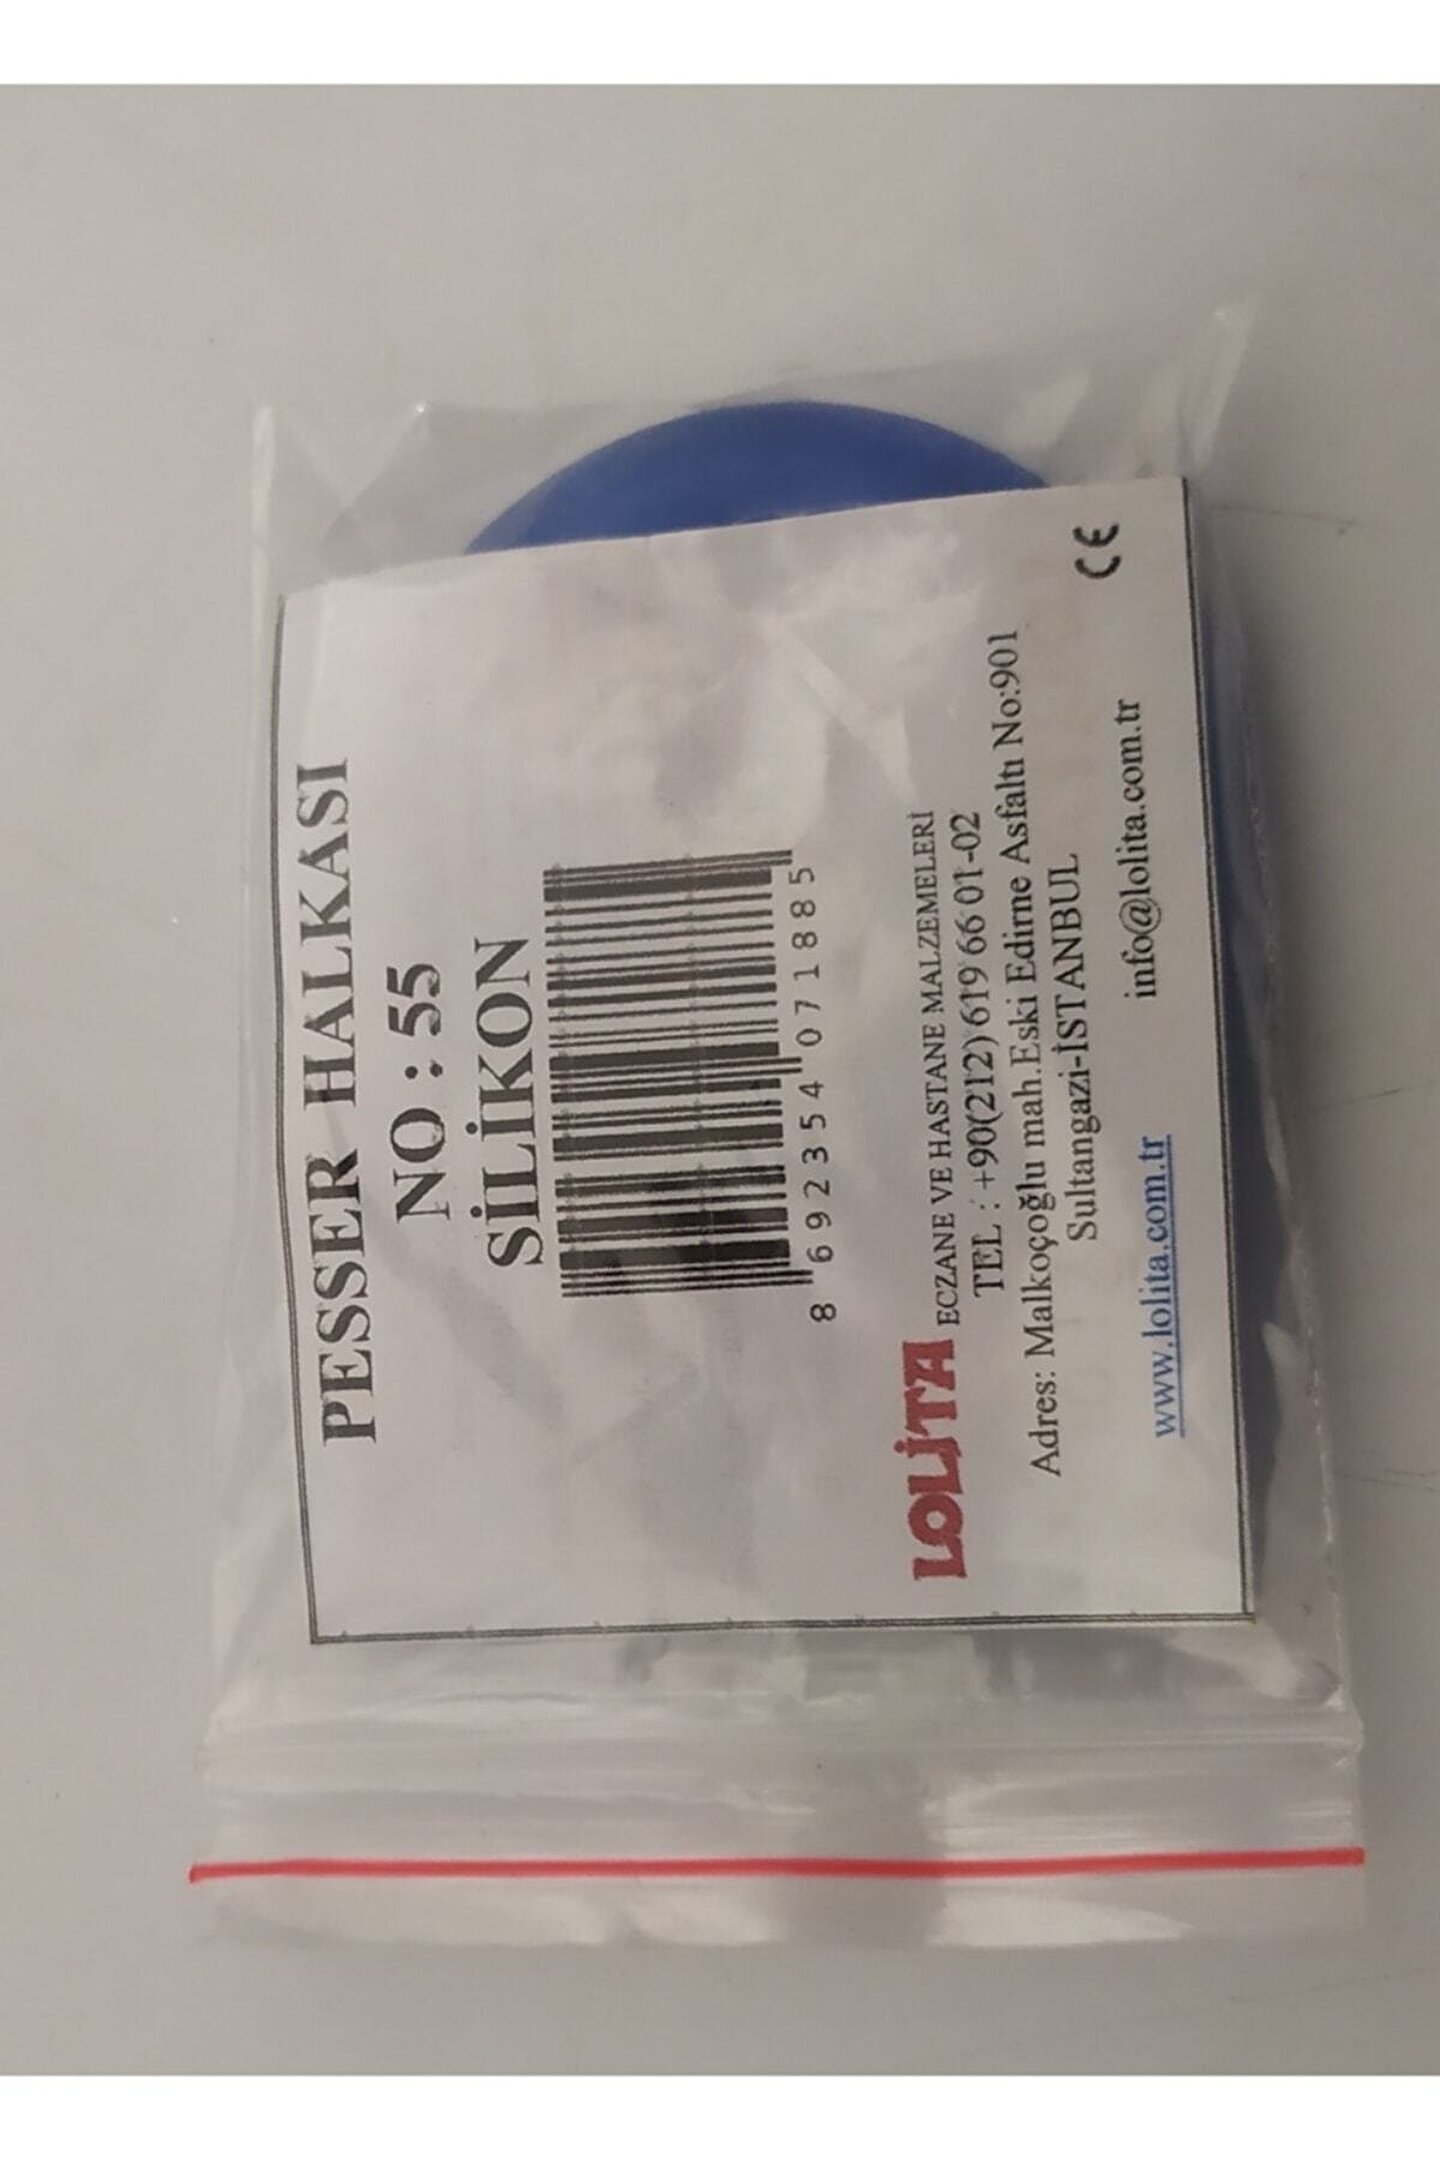 PESSER HALKASI
NO : 55
SİLİKON
8 692354 071885
LOLİTA ECZANE VE HASTANE MALZEMELERİ
TEL : +90(212) 619 66 01-02
Adres: Malkoçoğlu mah.Eski Edirne Asfaltı No:901
Sultangazi-İSTANBUL
www.lolita.com.tr info@lolita.com.tr
CE